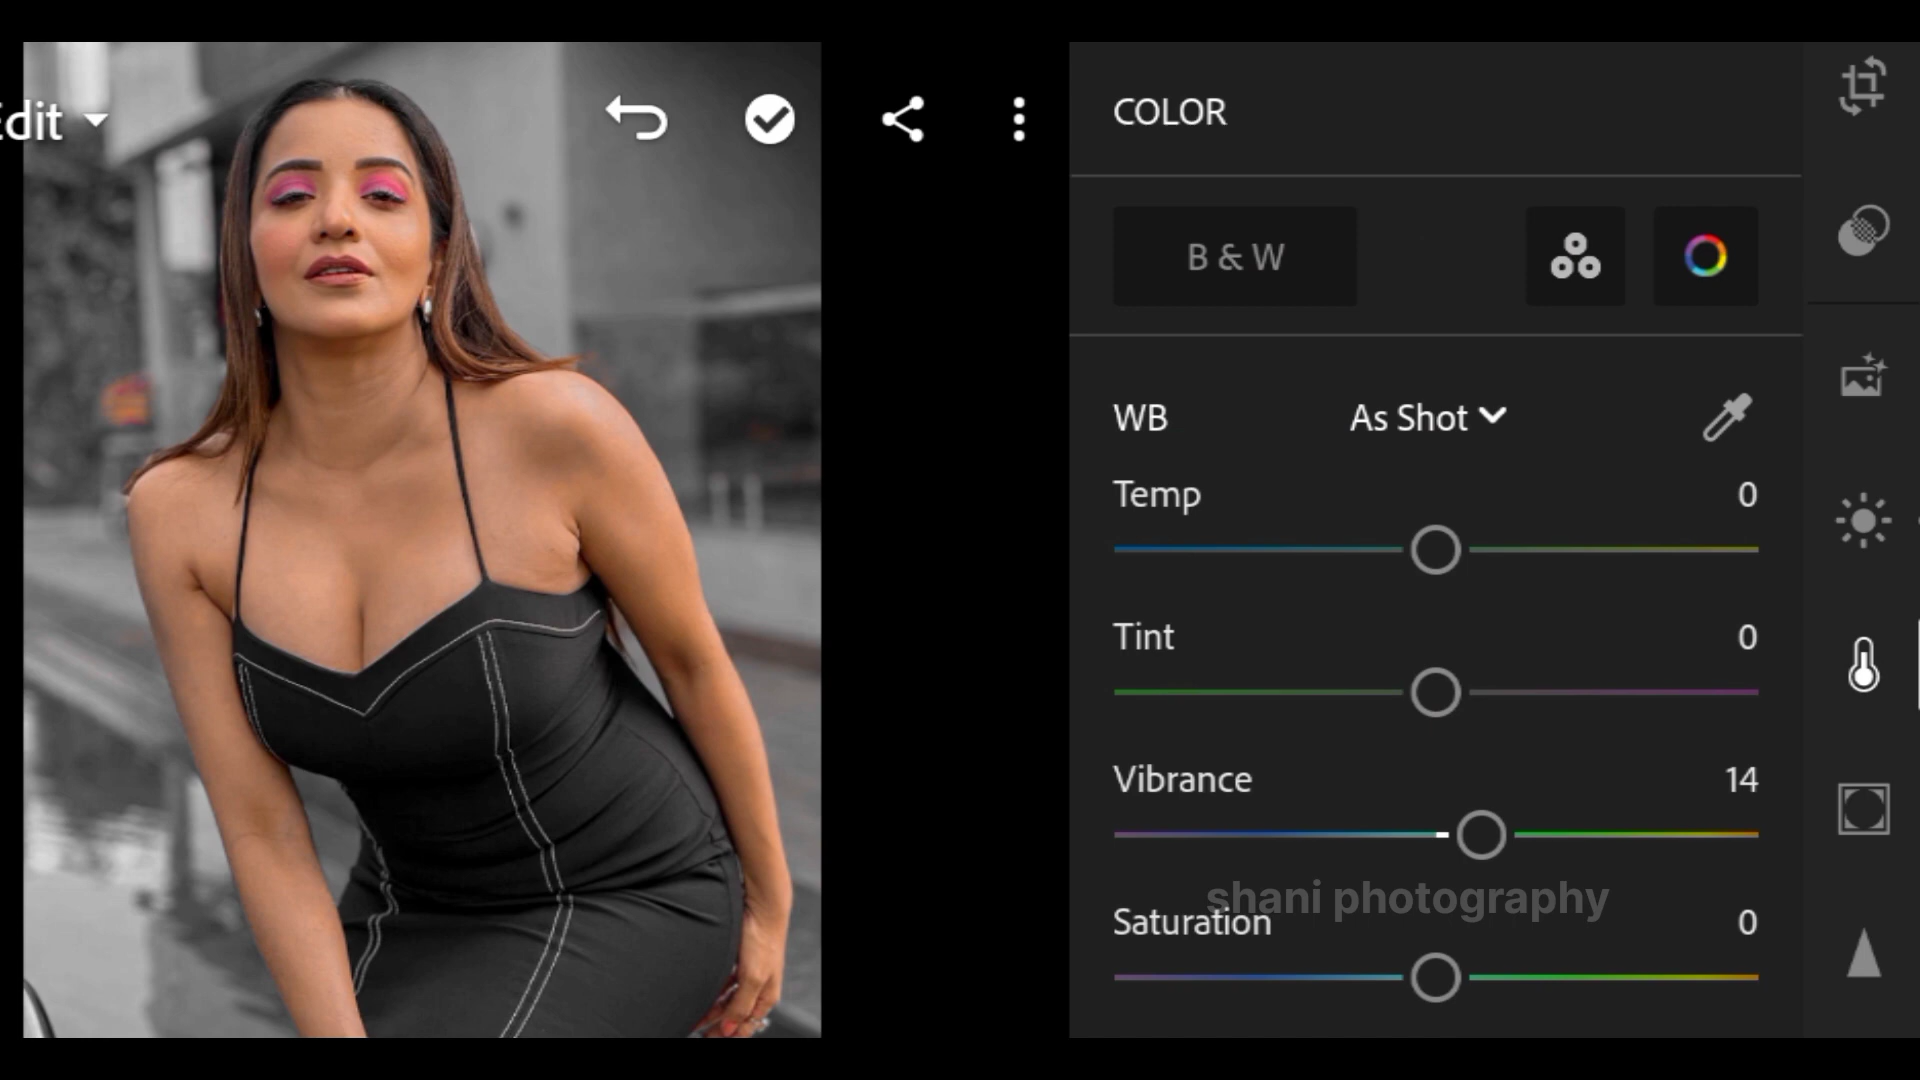 Edit
COLOR
B & W
WB As Shot
Temp 0
Tint 0
Vibrance 14
shani photography
Saturation 0